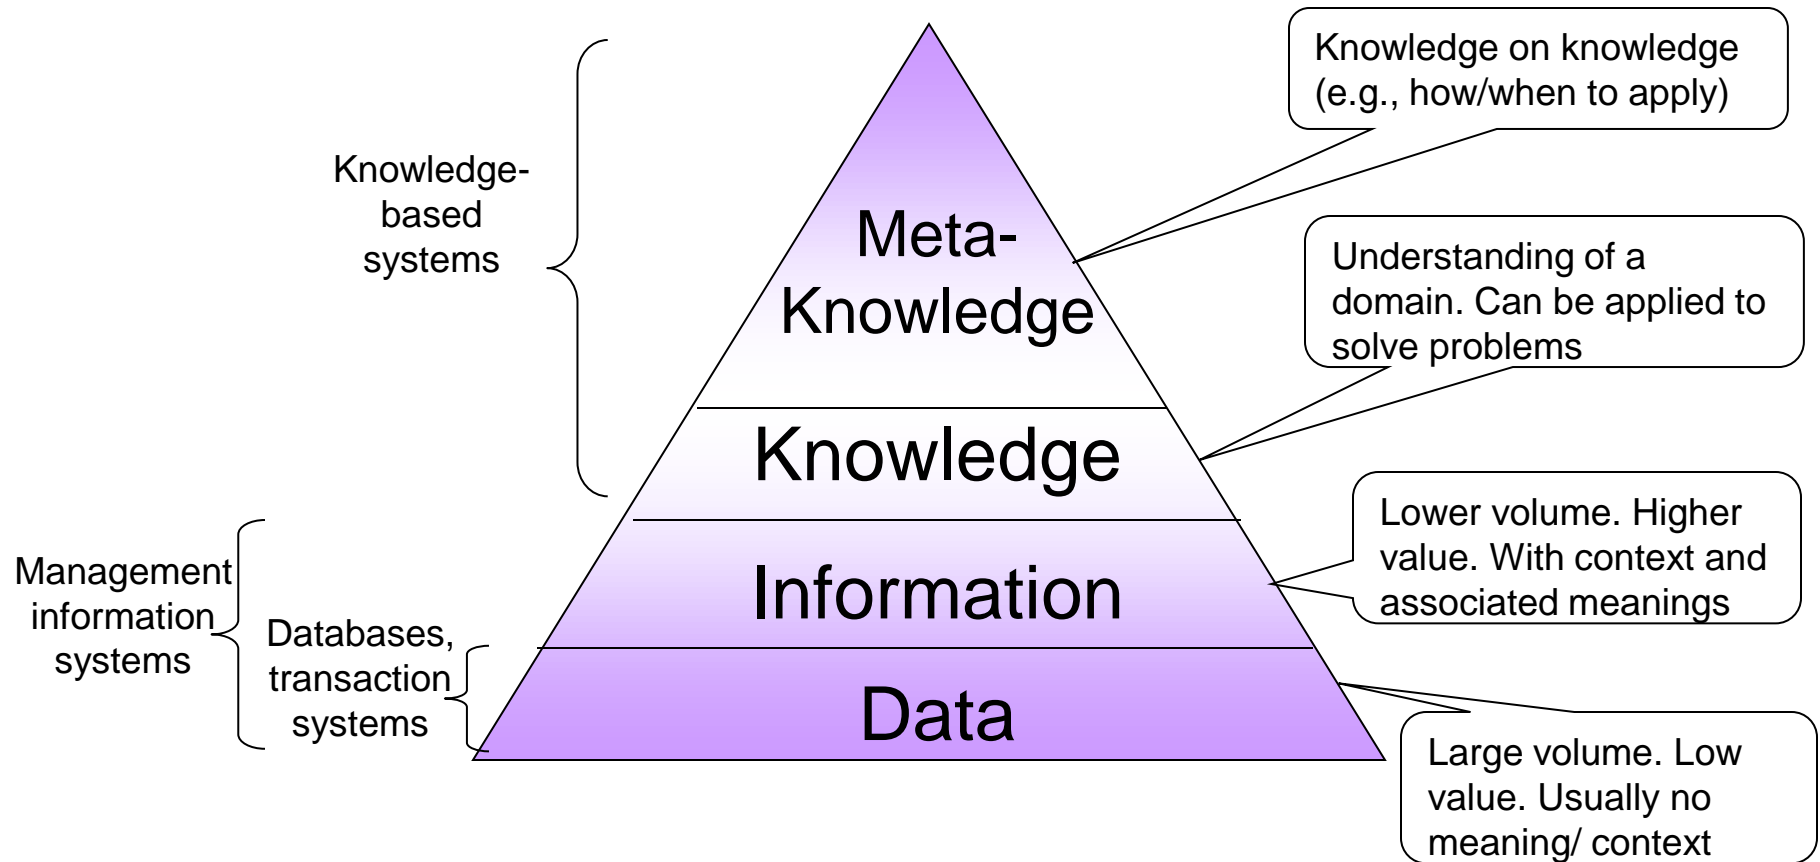 Knowledge on knowledge
(e.g., how/when to apply)
Knowledge-
based
systems
Meta-
Knowledge
Understanding of a
domain. Can be applied to
solve problems
Knowledge
Lower volume. Higher
value. With context and
associated meanings
Management
information
systems
Information
Databases,
transaction
systems
Data
Large volume. Low
value. Usually no
meaning/ context